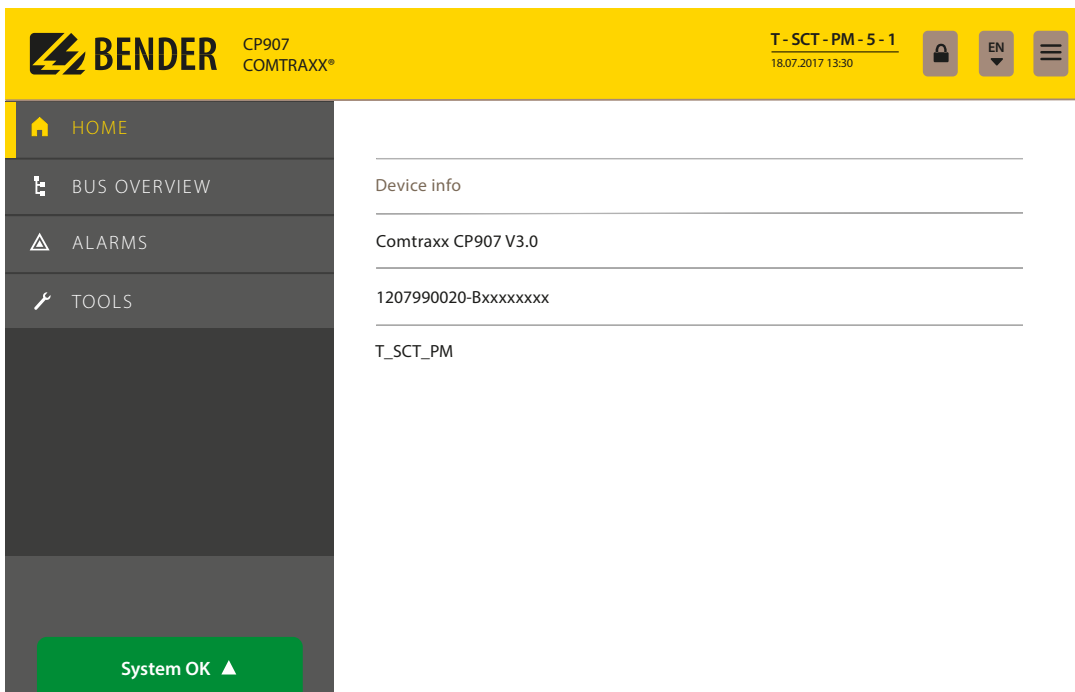 BENDER
CP907
COMTRAXX®
T - SCT - PM - 5 - 1
18.07.2017 13:30
EN
HOME
BUS OVERVIEW
ALARMS
TOOLS
Device info
Comtraxx CP907 V3.0
1207990020-Bxxxxxxxx
T_SCT_PM
System OK